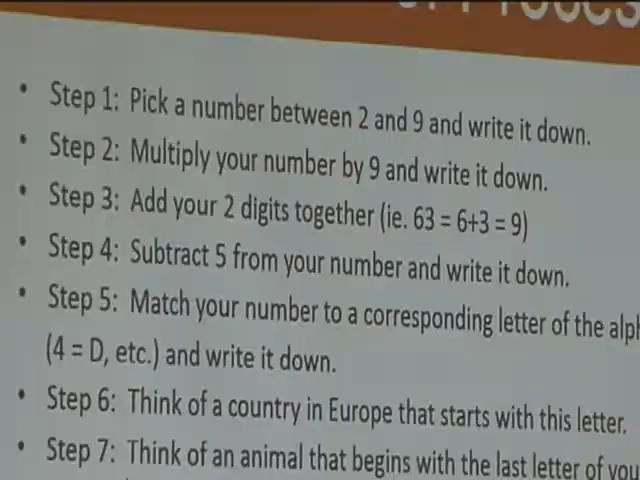 • Step 1: Pick a number between 2 and 9 and write it down.
• Step 2: Multiply your number by 9 and write it down.
• Step 3: Add your 2 digits together (ie. 63 = 6+3 = 9)
• Step 4: Subtract 5 from your number and write it down.
• Step 5: Match your number to a corresponding letter of the
(4 = D, etc.) and write it down.
• Step 6: Think of a country in Europe that starts with this letter.
• Step 7: Think of an animal that begins with the last letter of